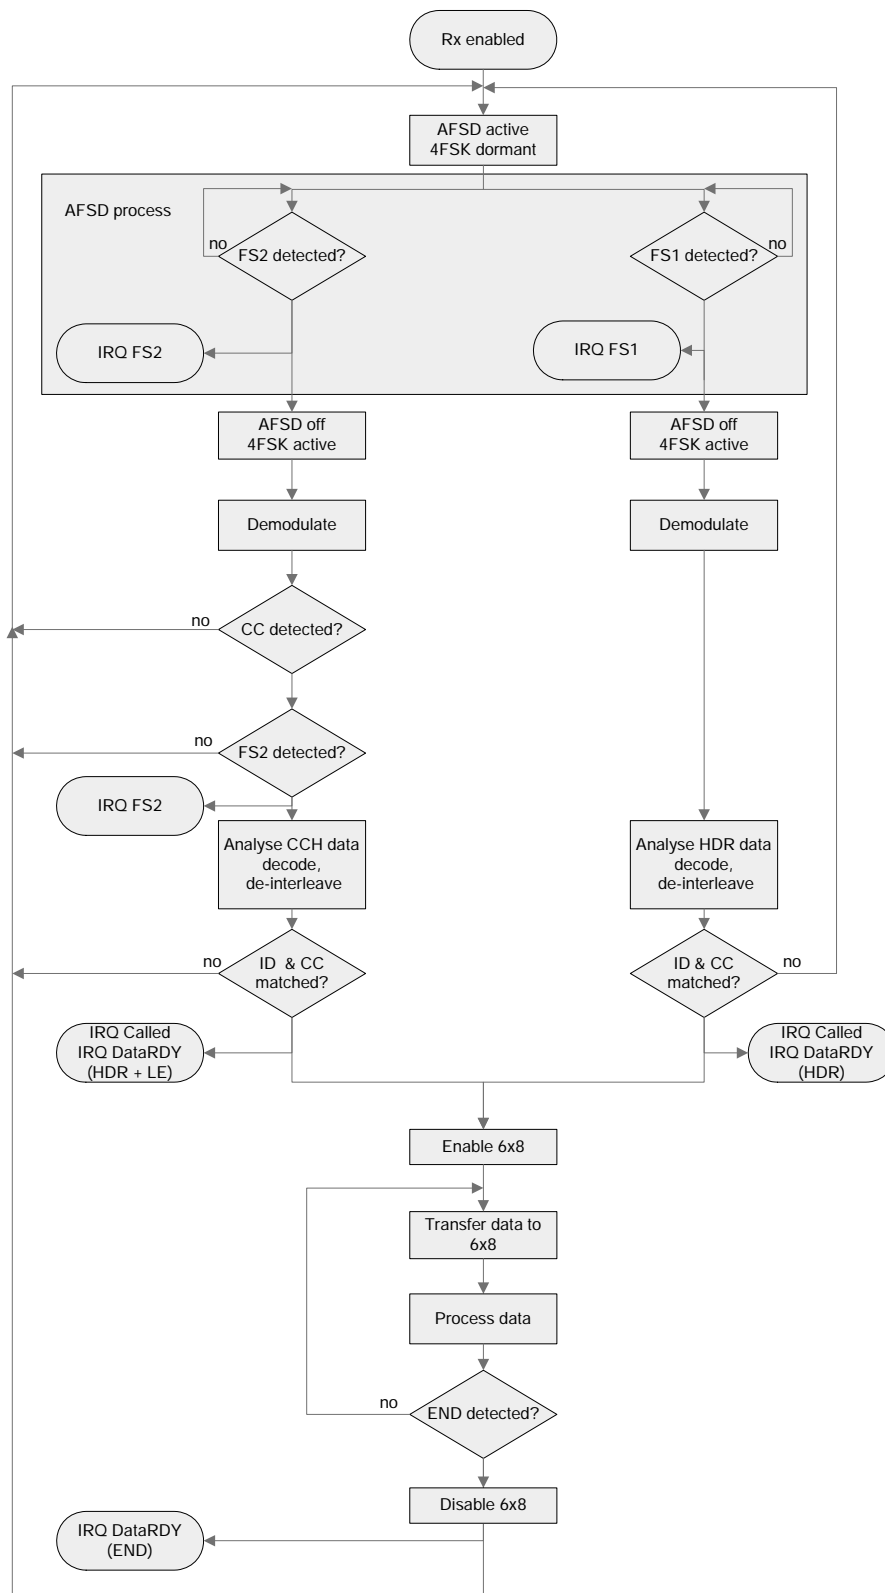 Rx enabled
AFSD active
4FSK dormant
AFSD process
no
FS2 detected?
FS1 detected?
no
IRQ FS2
IRQ FS1
AFSD off
4FSK active
AFSD off
4FSK active
Demodulate
Demodulate
no
CC detected?
no
FS2 detected?
IRQ FS2
Analyse CCH data
decode,
de-interleave
Analyse HDR data
decode,
de-interleave
no
ID & CC
matched?
ID & CC
matched?
no
IRQ Called
IRQ DataRDY
(HDR + LE)
IRQ Called
IRQ DataRDY
(HDR)
Enable 6x8
Transfer data to
6x8
Process data
no
END detected?
Disable 6x8
IRQ DataRDY
(END)